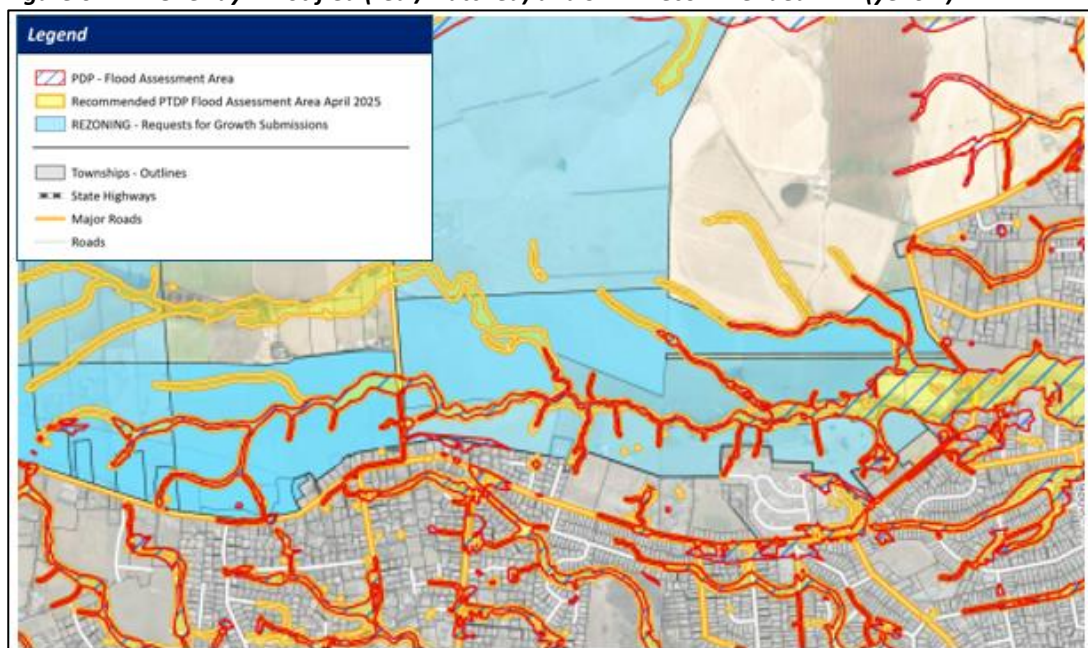 Legend
PDP - Flood Assessment Area
Recommended PTDP Flood Assessment Area April 2025
REZONING - Requests for Growth Submissions
Townships - Outlines
State Highways
Major Roads
Roads